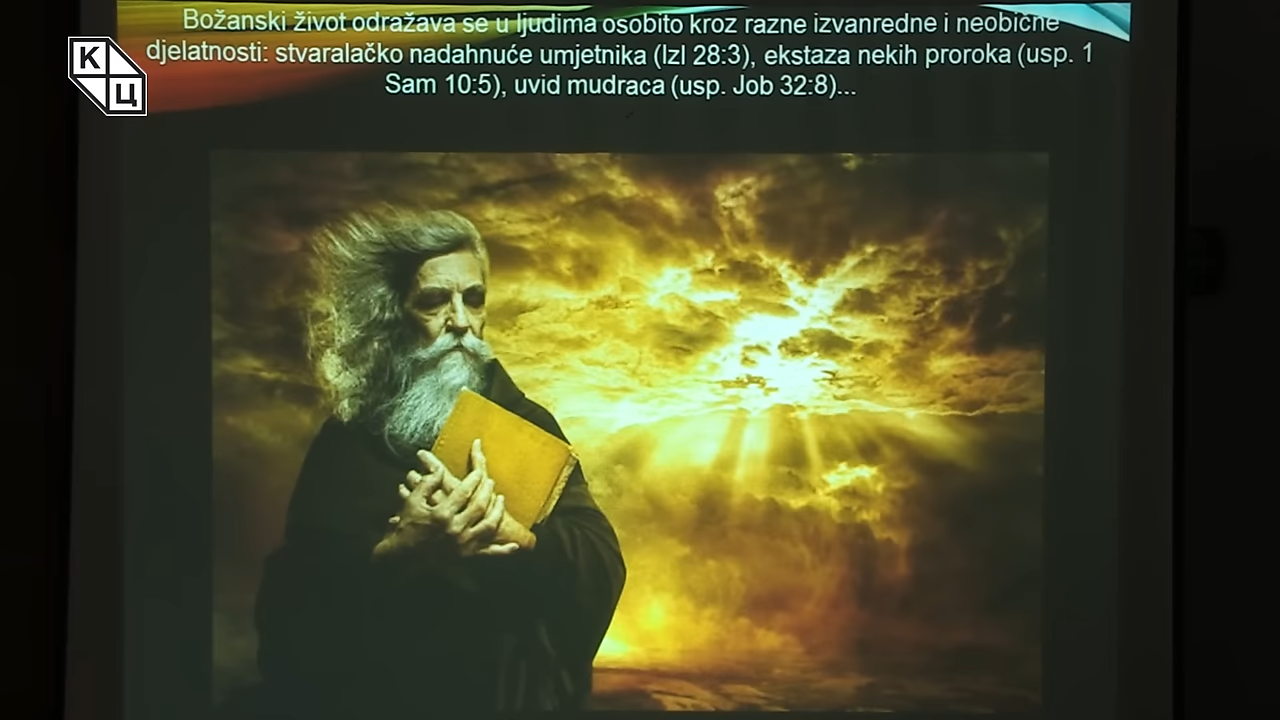 Božanski život odražava se u ljudima osobito kroz razne izvanredne i neobične
djelatnosti: stvaralačko nadahnuće umjetnika (Izl 28:3), ekstaza nekih proroka (usp. 1
Sam 10:5), uvid mudraca (usp. Job 32:8)...
К
Ц